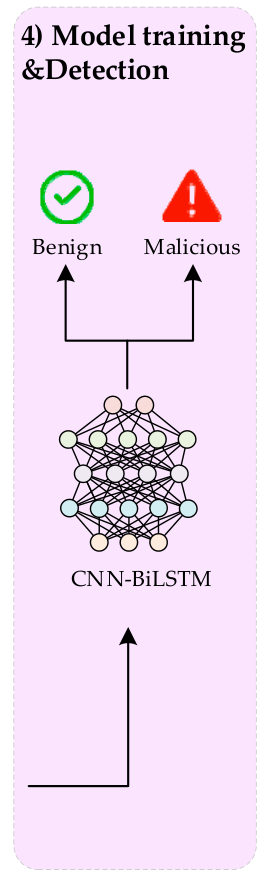 4) Model training
&Detection
Benign
Malicious
CNN-BiLSTM